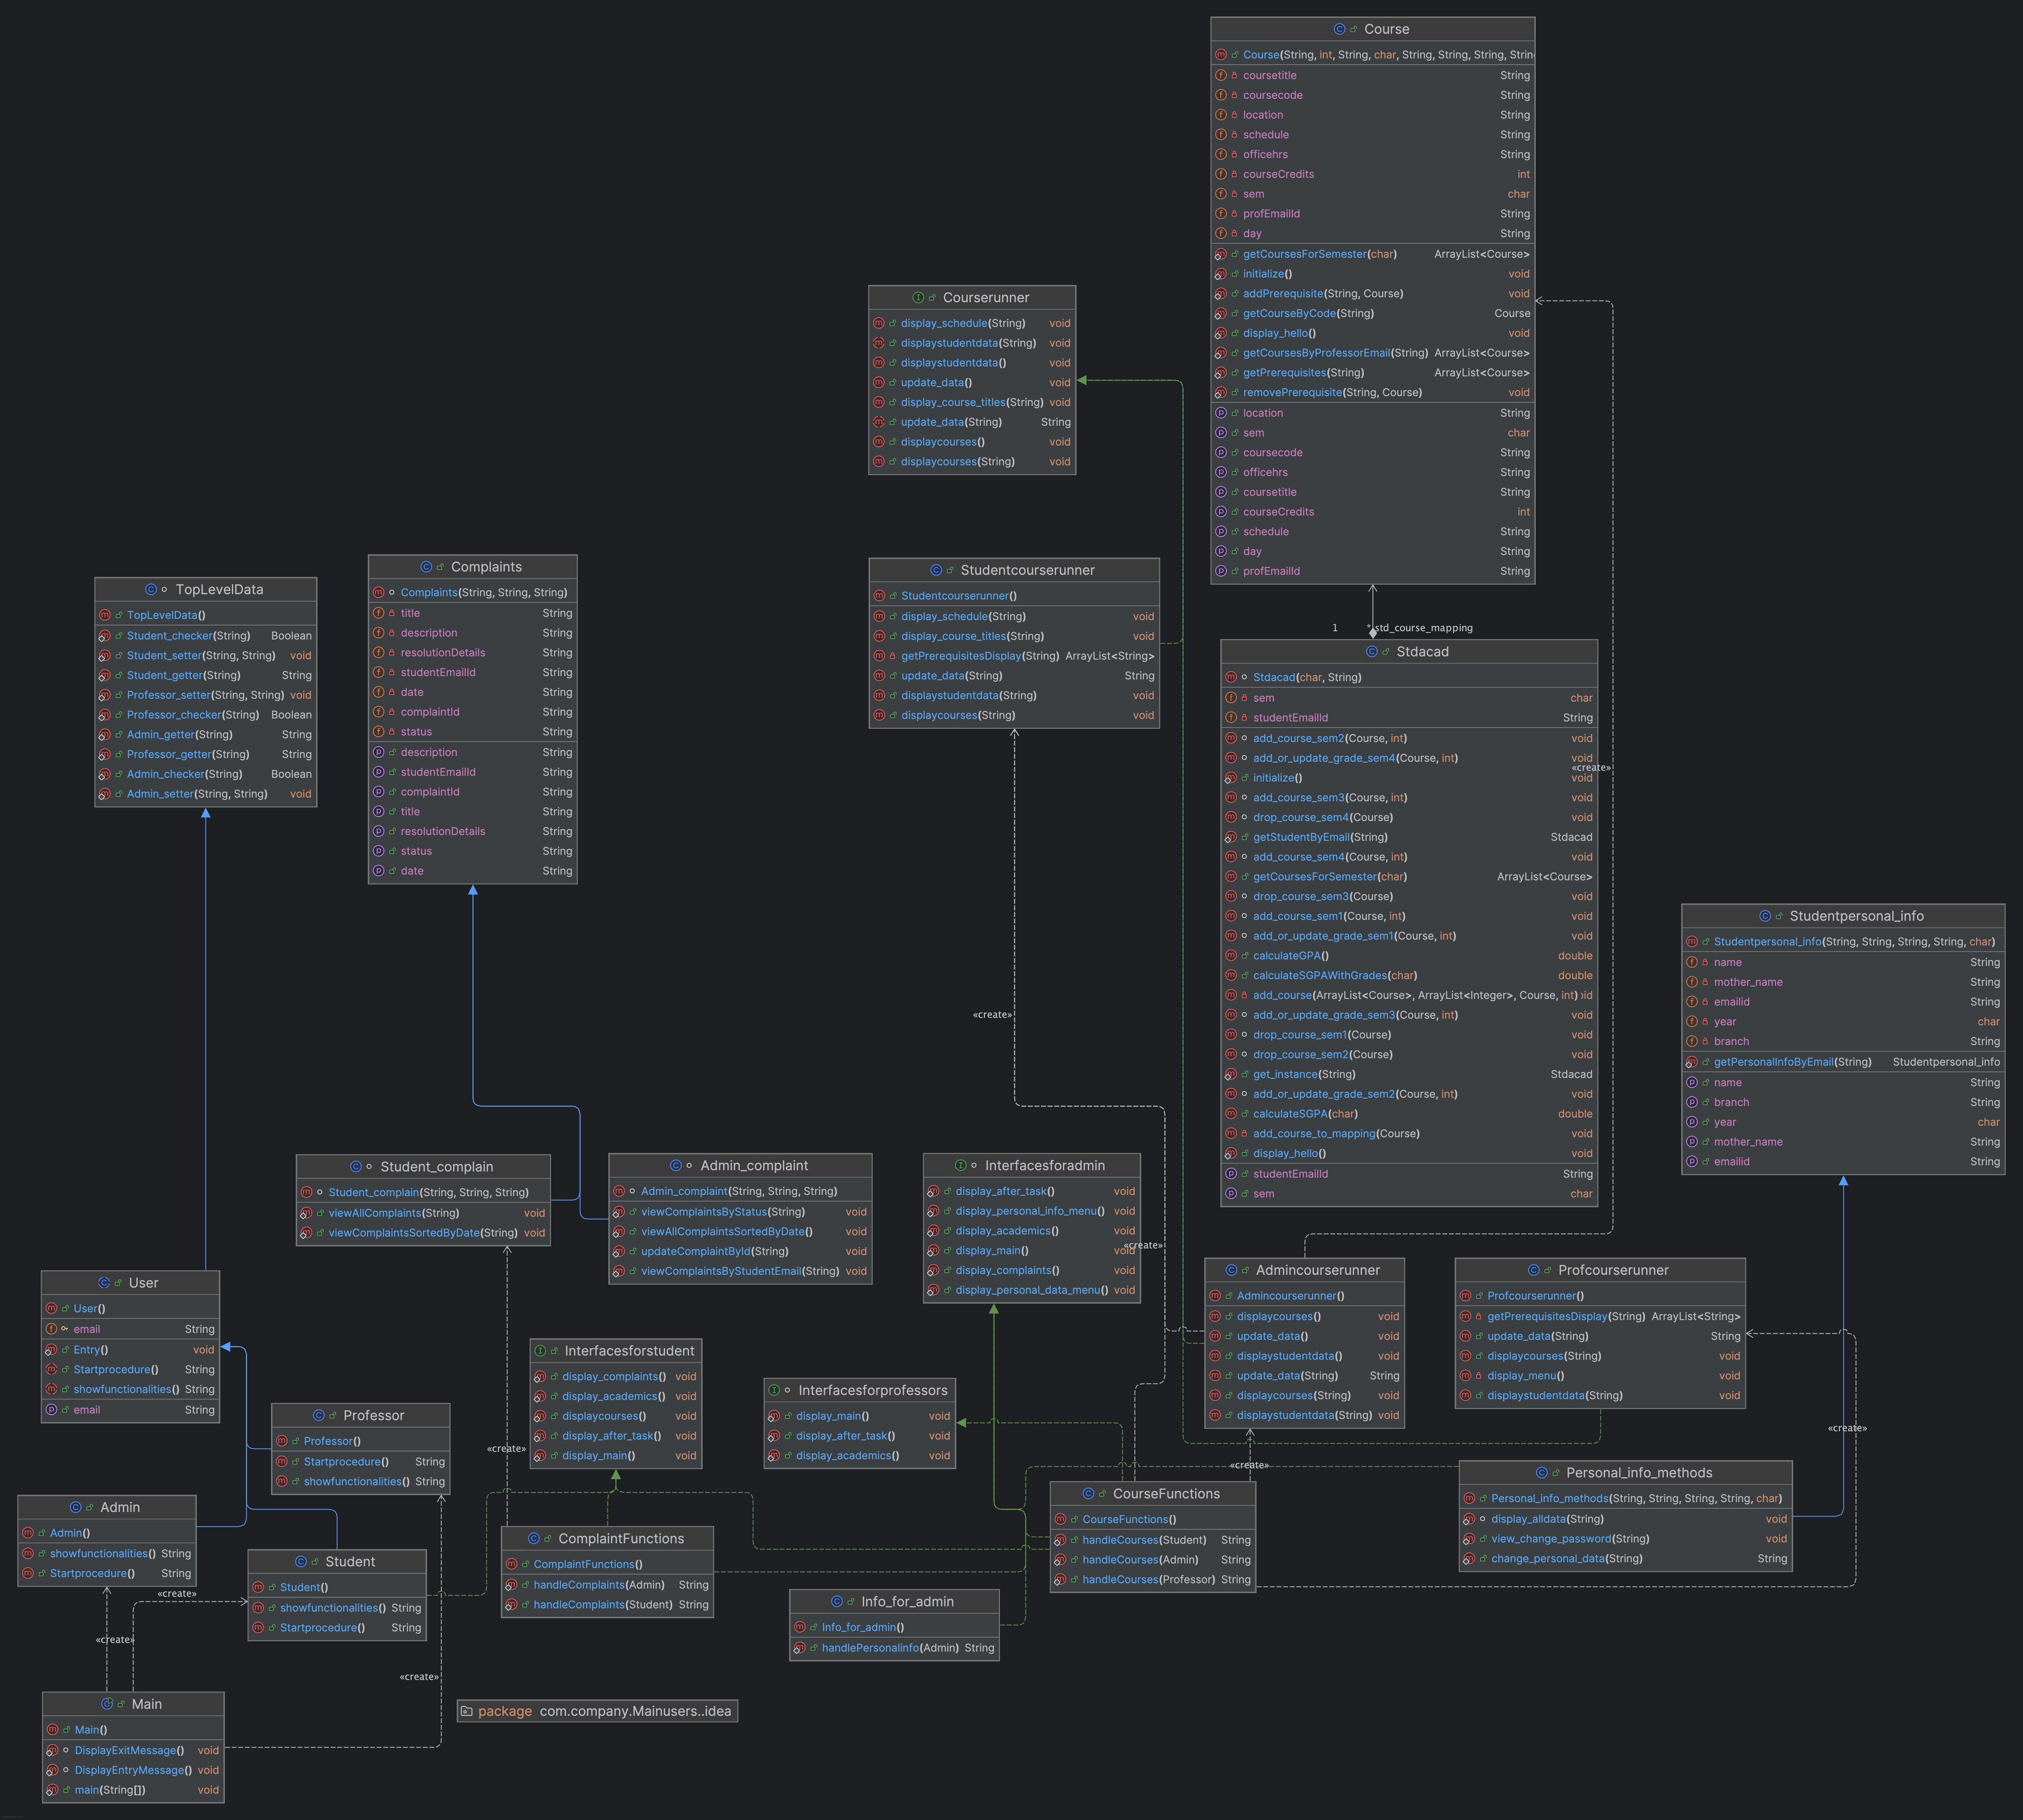 Course
Course(String, int, String, char, String, String, String, Strin
coursetitle String
coursecode String
location String
schedule String
officehrs String
courseCredits int
sem char
profEmailId String
day String
getCoursesForSemester(char) ArrayList<Course>
initialize() void
addPrerequisite(String, Course) void
getCourseByCode(String) Course
display_hello() void
getCoursesByProfessorEmail(String) ArrayList<Course>
getPrerequisites(String) ArrayList<Course>
removePrerequisite(String, Course) void
location String
sem char
coursecode String
officehrs String
coursetitle String
courseCredits int
schedule String
day String
profEmailId String
Courserunner
display_schedule(String) void
displaystudentdata(String) void
displaystudentdata() void
update_data() void
display_course_titles(String) void
update_data(String) String
displaycourses() void
displaycourses(String) void
TopLevelData
TopLevelData()
Student_checker(String) Boolean
Student_setter(String, String) void
Student_getter(String) String
Professor_setter(String, String) void
Professor_checker(String) Boolean
Admin_getter(String) String
Professor_getter(String) String
Admin_checker(String) Boolean
Admin_setter(String, String) void
Complaints
Complaints(String, String, String)
title String
description String
resolutionDetails String
studentEmailId String
date String
complaintId String
status String
description String
studentEmailId String
complaintId String
title String
resolutionDetails String
status String
date String
Studentcourserunner
Studentcourserunner()
display_schedule(String) void
display_course_titles(String) void
getPrerequisitesDisplay(String) ArrayList<String>
update_data(String) String
displaystudentdata(String) void
displaycourses(String) void
1 * std_course_mapping
Stdacad
Stdacad(char, String)
sem char
studentEmailId String
add_course_sem2(Course, int) void
add_or_update_grade_sem4(Course, int) void
«create»
initialize() void
add_course_sem3(Course, int) void
drop_course_sem4(Course) void
getStudentByEmail(String) Stdacad
add_course_sem4(Course, int) void
getCoursesForSemester(char) ArrayList<Course>
drop_course_sem3(Course) void
add_course_sem1(Course, int) void
add_or_update_grade_sem1(Course, int) void
calculateGPA() double
calculateSGPAWithGrades(char) double
add_course(ArrayList<Course>, ArrayList<Integer>, Course, int) id
add_or_update_grade_sem3(Course, int) void
drop_course_sem1(Course) void
drop_course_sem2(Course) void
get_instance(String) Stdacad
add_or_update_grade_sem2(Course, int) void
calculateSGPA(char) double
add_course_to_mapping(Course) void
display_hello() void
studentEmailId String
sem char
Studentpersonal_info
Studentpersonal_info(String, String, String, String, char)
name String
mother_name String
emailid String
year char
branch String
getPersonalInfoByEmail(String) Studentpersonal_info
name String
branch String
year char
mother_name String
emailid String
«create»
Student_complain
Student_complain(String, String, String)
viewAllComplaints(String) void
viewComplaintsSortedByDate(String) void
Admin_complaint
Admin_complaint(String, String, String)
viewComplaintsByStatus(String) void
viewAllComplaintsSortedByDate() void
updateComplaintById(String) void
viewComplaintsByStudentEmail(String) void
Interfacesforadmin
display_after_task() void
display_personal_info_menu() void
display_academics() void
display_main() void
«create»
display_complaints() void
display_personal_data_menu() void
Admincourserunner
Admincourserunner()
displaycourses() void
update_data() void
displaystudentdata() void
update_data(String) String
displaycourses(String) void
displaystudentdata(String) void
Profcourserunner
Profcourserunner()
getPrerequisitesDisplay(String) ArrayList<String>
update_data(String) String
displaycourses(String) void
display_menu() void
displaystudentdata(String) void
User
User()
email String
Entry() void
Startprocedure() String
showfunctionalities() String
email String
Interfacesforstudent
display_complaints() void
display_academics() void
displaycourses() void
display_after_task() void
display_main() void
Interfacesforprofessors
display_main() void
display_after_task() void
display_academics() void
«create»
«create»
«create»
Professor
Professor()
Startprocedure() String
showfunctionalities() String
Admin
Admin()
showfunctionalities() String
Startprocedure() String
Student
Student()
showfunctionalities() String
Startprocedure() String
ComplaintFunctions
ComplaintFunctions()
handleComplaints(Admin) String
handleComplaints(Student) String
CourseFunctions
CourseFunctions()
handleCourses(Student) String
handleCourses(Admin) String
handleCourses(Professor) String
Personal_info_methods
Personal_info_methods(String, String, String, String, char)
display_alldata(String) void
view_change_password(String) void
change_personal_data(String) String
Info_for_admin
Info_for_admin()
handlePersonalinfo(Admin) String
«create»
«create»
«create»
Main
Main()
DisplayExitMessage() void
DisplayEntryMessage() void
main(String[]) void
package com.company.Mainusers..idea